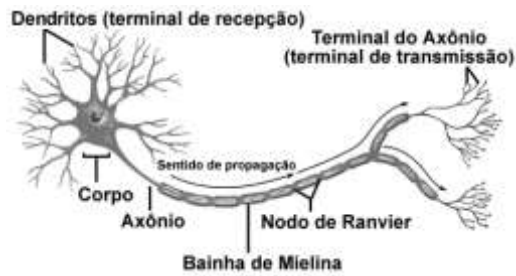 Dendritos (terminal de recepção)
Terminal do Axônio
(terminal de transmissão)
Sentido de propagação
Corpo
Axônio
Nodo de Ranvier
Bainha de Mielina